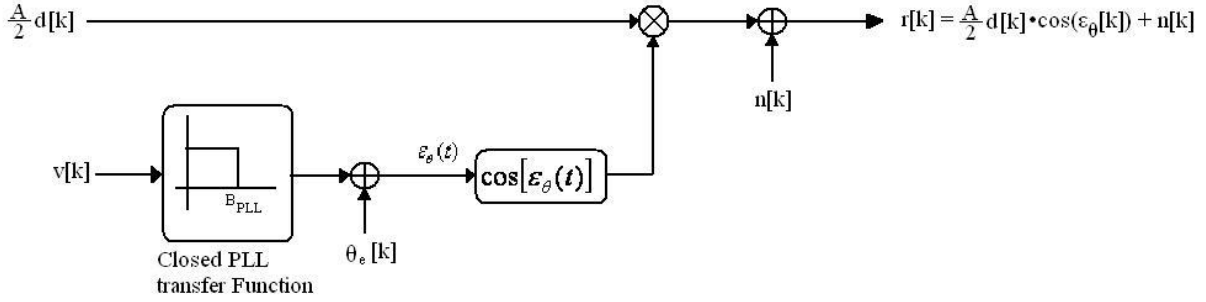 A/2 d[k]
r[k] = A/2 d[k]•cos(ε_θ[k]) + n[k]
n[k]
ε_θ(t)
v[k]
cos[ε_θ(t)]
B_PLL
θ_e[k]
Closed PLL
transfer Function